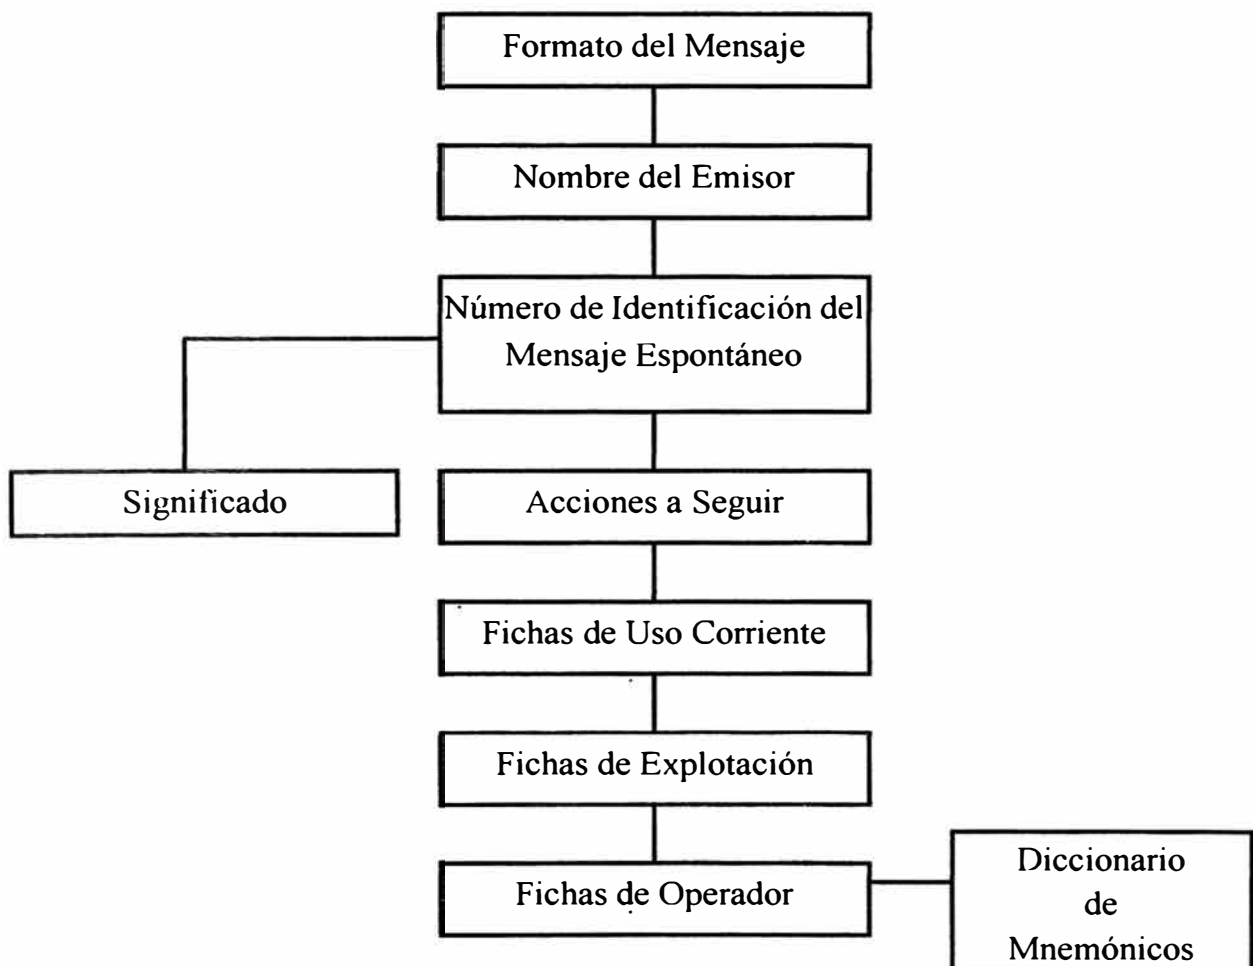 Formato del Mensaje
Nombre del Emisor
Número de Identificación del
Mensaje Espontáneo
Significado
Acciones a Seguir
Fichas de Uso Corriente
Fichas de Explotación
Fichas de Operador
Diccionario
de
Mnemónicos